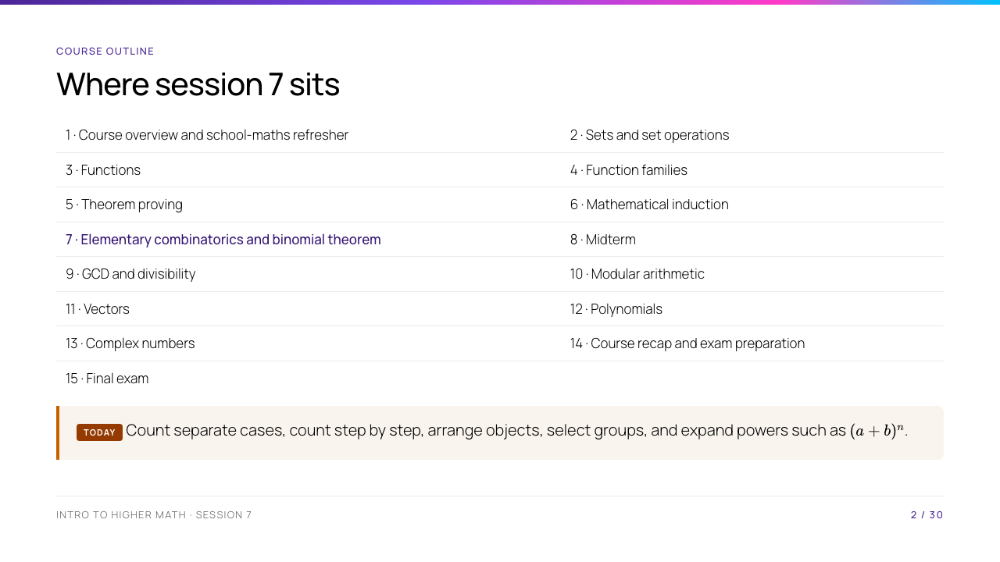 COURSE OUTLINE
Where session 7 sits
1 · Course overview and school-maths refresher
2 · Sets and set operations
3 · Functions
4 · Function families
5 · Theorem proving
6 · Mathematical induction
7 · Elementary combinatorics and binomial theorem
8 · Midterm
9 · GCD and divisibility
10 · Modular arithmetic
11 · Vectors
12 · Polynomials
13 · Complex numbers
14 · Course recap and exam preparation
15 · Final exam
TODAY Count separate cases, count step by step, arrange objects, select groups, and expand powers such as (a + b)ⁿ.
INTRO TO HIGHER MATH · SESSION 7
2 / 30